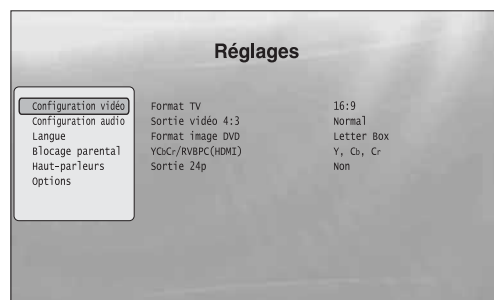 Réglages
Configuration vidéo Format TV 16:9
Configuration audio Sortie vidéo 4:3 Normal
Langue Format image DVD Letter Box
Blocage parental YCbCr/RVBPC(HDMI) Y, Cb, Cr
Haut-parleurs Sortie 24p Non
Options